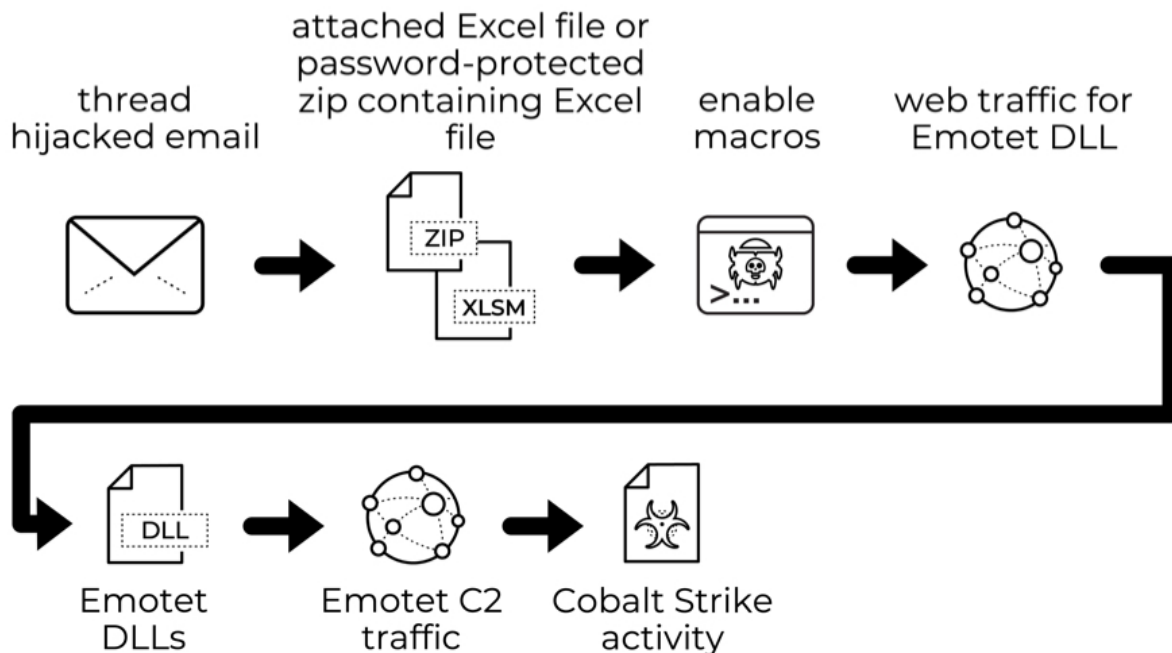 thread
hijacked email
attached Excel file or
password-protected
zip containing Excel
file
enable
macros
web traffic for
Emotet DLL
ZIP
XLSM
>...
DLL
Emotet
DLLs
Emotet C2
traffic
Cobalt Strike
activity